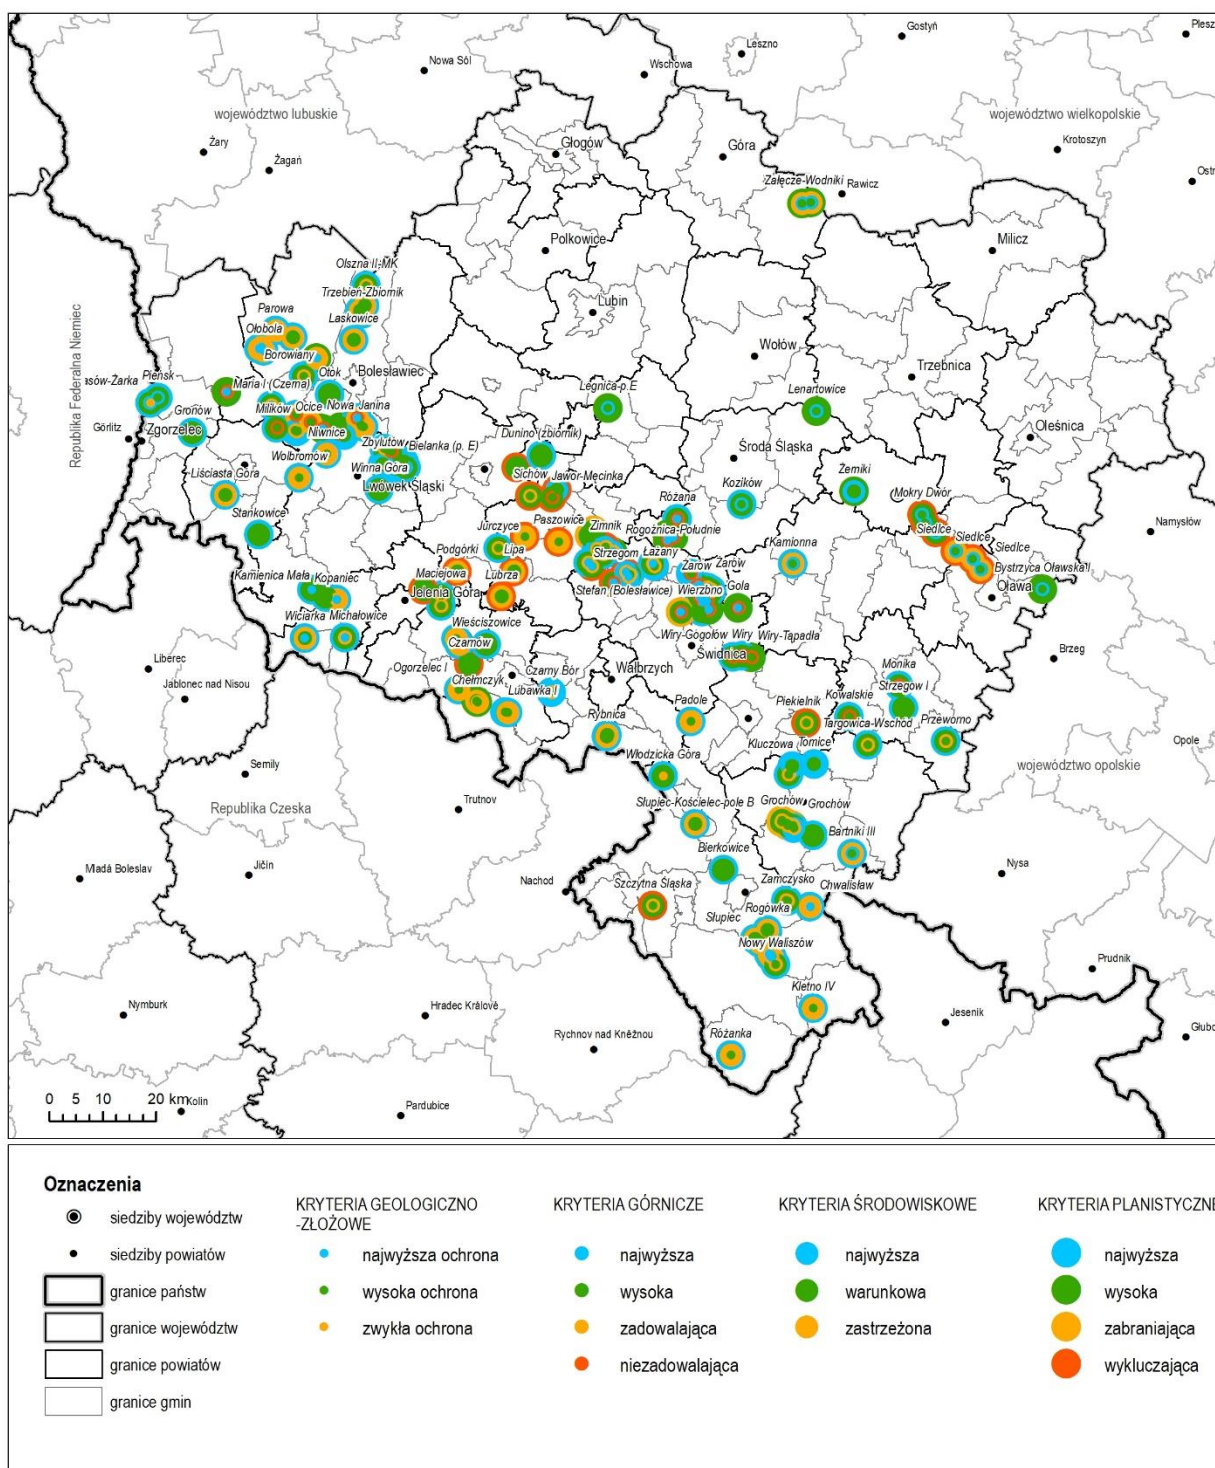 Gostyń
Plesz
Leszno
Wschowa
Nowa Sól
województwo lubuskie
województwo wielkopolskie
Żary
Żagań
Głogów
Góra
Krotoszyn
Załęcze-Wodniki
Rawicz
Ostr
Polkowice
Milicz
Olszna II-MK
Trzebień-Zbiornik
Lubin
Republika Federalna Niemiec
Parowa
Laskowice
Ołobola
Borowiany
Wołów
Trzebnica
Otok
Bolesławiec
Pieńsk
asów-Żarka
Maria I (Czerna)
Legnica-p.E
Lenartowice
Gronów
Milików
Ocice
Nowa Janina
Görlitz
Zgorzelec
Niwnice
Oleśnica
Zbylutów
Bielanka (p. E)
Dunino (zbiornik)
Środa Śląska
Wolbromów
Winna Góra
Liściasta Góra
Lwówek Śląski
Sichów
Jawor-Męcinka
Żerniki
Kozików
Mokry Dwór
Różana
Stankowice
Namysłów
Jurczyce
Paszowice
Zimnik
Rogoźnica-Południe
Siedlce
Siedlce
Podgórki
Lipa
Strzegom
Łażany
Kamionna
Siedlce
Żarów
Żarów
Bystrzyca Oławska II
Kamienica Mała
Kopaniec
Maciejowa
Lubrza
Oława
Jelenia Góra
Stefan (Bolesławice)
Wierzbno
Gola
Wiciarka
Michałowice
Wieściszowice
Czarnów
Wiry-Gogołów
Wiry
Wiry-Tąpadła
Świdnica
Liberec
Brzeg
Ogorzelec I
Czarny Bór
Wałbrzych
Monika
Jablonec nad Nisou
Chełmczyk
Lubawka I
Strzegów I
Padole
Piekielnik
Kowalskie
Rybnica
Targowica-Wschód
Przeworno
Opole
Kluczowa
Tomice
Semily
Włodzicka Góra
województwo opolskie
Republika Czeska
Trutnov
Słupiec-Kościelec-pole B
Grochów
Grochów
Bartniki III
Mladá Boleslav
Jičín
Bierkowice
Nachod
Nysa
Szczytna Śląska
Zamczysko
Chwalisław
Słupiec
Rogówka
Nowy Waliszów
Prudnik
Kletno IV
Nymburk
Hradec Králové
Jesenik
Rychnov nad Kněžnou
Różanka
Głubc
0 5 10 20 km
Kolin
Pardubice
Oznaczenia
siedziby województw
siedziby powiatów
granice państw
granice województw
granice powiatów
granice gmin
KRYTERIA GEOLOGICZNO
-ZŁOŻOWE
najwyższa ochrona
wysoka ochrona
zwykła ochrona
KRYTERIA GÓRNICZE
najwyższa
wysoka
zadowalająca
niezadowalająca
KRYTERIA ŚRODOWISKOWE
najwyższa
warunkowa
zastrzeżona
KRYTERIA PLANISTYCZNE
najwyższa
wysoka
zabraniająca
wykluczająca